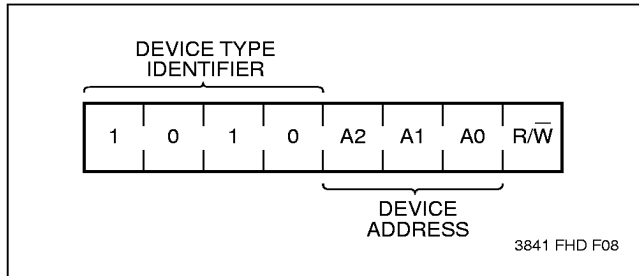 DEVICE TYPE
IDENTIFIER
1 0 1 0 A2 A1 A0 R/W̅
DEVICE
ADDRESS
3841 FHD F08